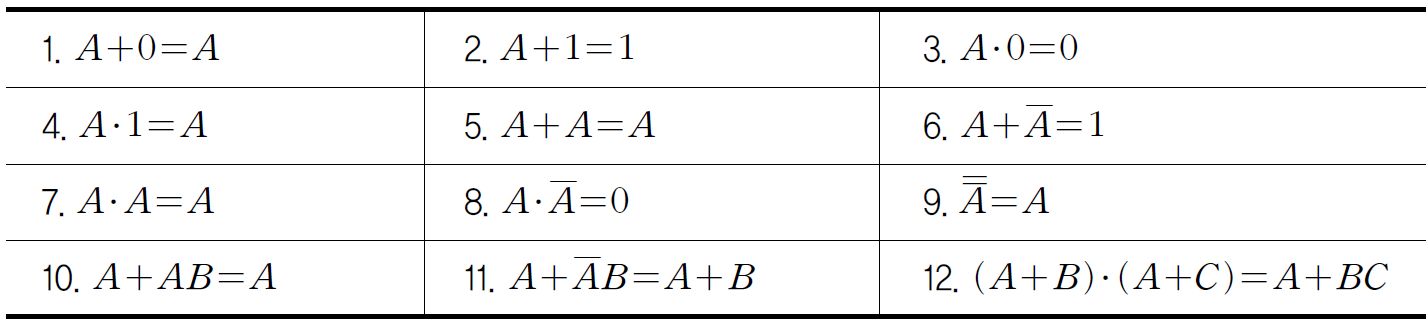 1. A+0=A 2. A+1=1 3. A·0=0
4. A·1=A 5. A+A=A 6. A+A̅=1
7. A·A=A 8. A·A̅=0 9. A̿=A
10. A+AB=A 11. A+A̅B=A+B 12. (A+B)·(A+C)=A+BC